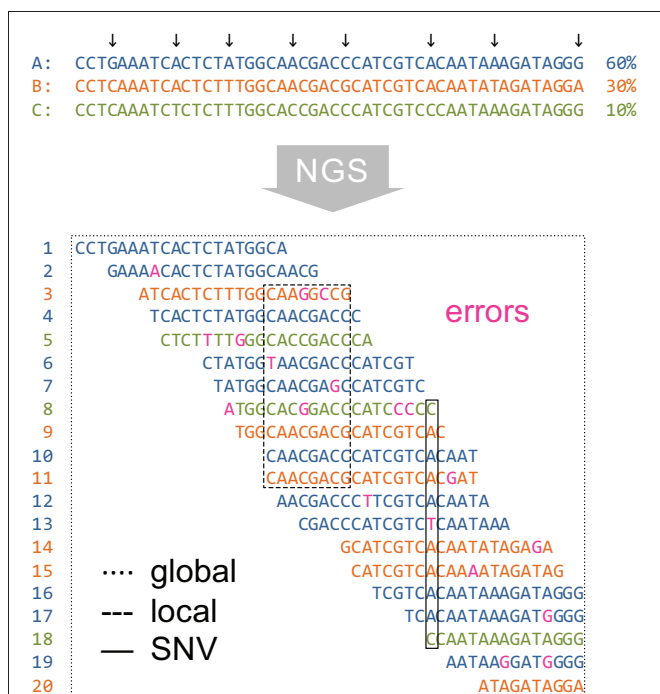 ↓ ↓ ↓ ↓ ↓ ↓ ↓ ↓
A: CCTGAAATCACTCTATGGCAACGACCCATCGTCACAATAAAGATAGGG 60%
B: CCTCAAATCACTCTTTGGCAACGACGCATCGTCACAATATAGATAGGA 30%
C: CCTCAAATCTCTCTTTGGCACCGACCCATCGTCCCAATAAAGATAGGG 10%
NGS
1 CCTGAAATCACTCTATGGCA
2 GAAAACACTCTATGGCAACG
3 ATCACTCTTTGGCAAGGCCG
errors
4 TCACTCTATGGCAACGACCC
5 CTCTTTTGGGCACCGACCCA
6 CTATGGTAACGACCCATCGT
7 TATGGCAACGAGCCATCGTC
8 ATGGCACGGACCCATCCCCC
9 TGGCAACGACGCATCGTCAC
10 CAACGACCCATCGTCACAAT
11 CAACGACGCATCGTCACGAT
12 AACGACCCTTCGTCACAATA
13 CGACCCATCGTCTCAATAAA
14 GCATCGTCACAATATAGAGA
15 CATCGTCACAAAATAGATAG
16 TCGTCACAATAAAGATAGGG
17 TCACAATAAAGATGGGG
18 CCAATAAAGATAGGG
19 AATAAGGATGGGG
20 ATAGATAGGA
global
local
SNV